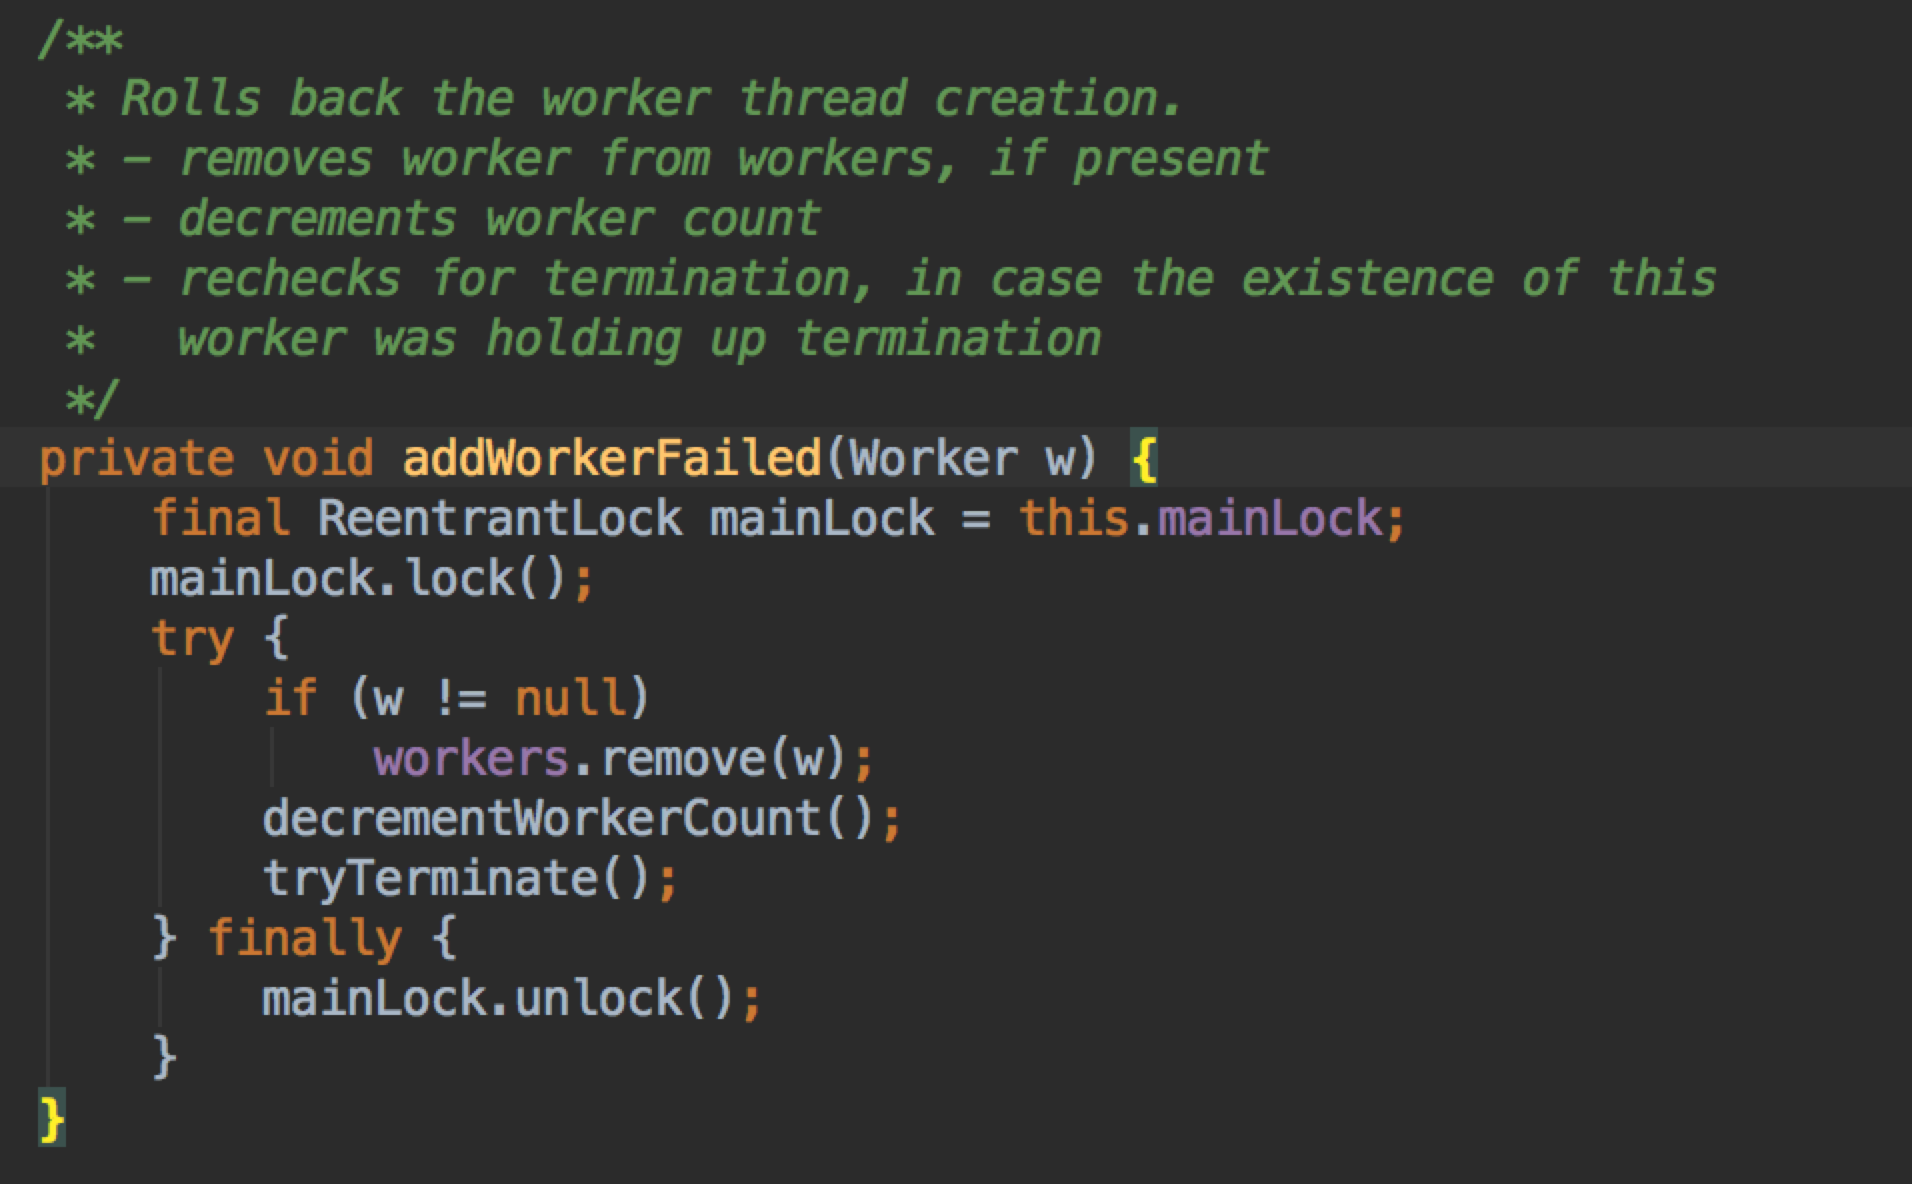 /**
 * Rolls back the worker thread creation.
 * – removes worker from workers, if present
 * – decrements worker count
 * – rechecks for termination, in case the existence of this
 *   worker was holding up termination
 */
private void addWorkerFailed(Worker w) {
    final ReentrantLock mainLock = this.mainLock;
    mainLock.lock();
    try {
        if (w != null)
            workers.remove(w);
        decrementWorkerCount();
        tryTerminate();
    } finally {
        mainLock.unlock();
    }
}